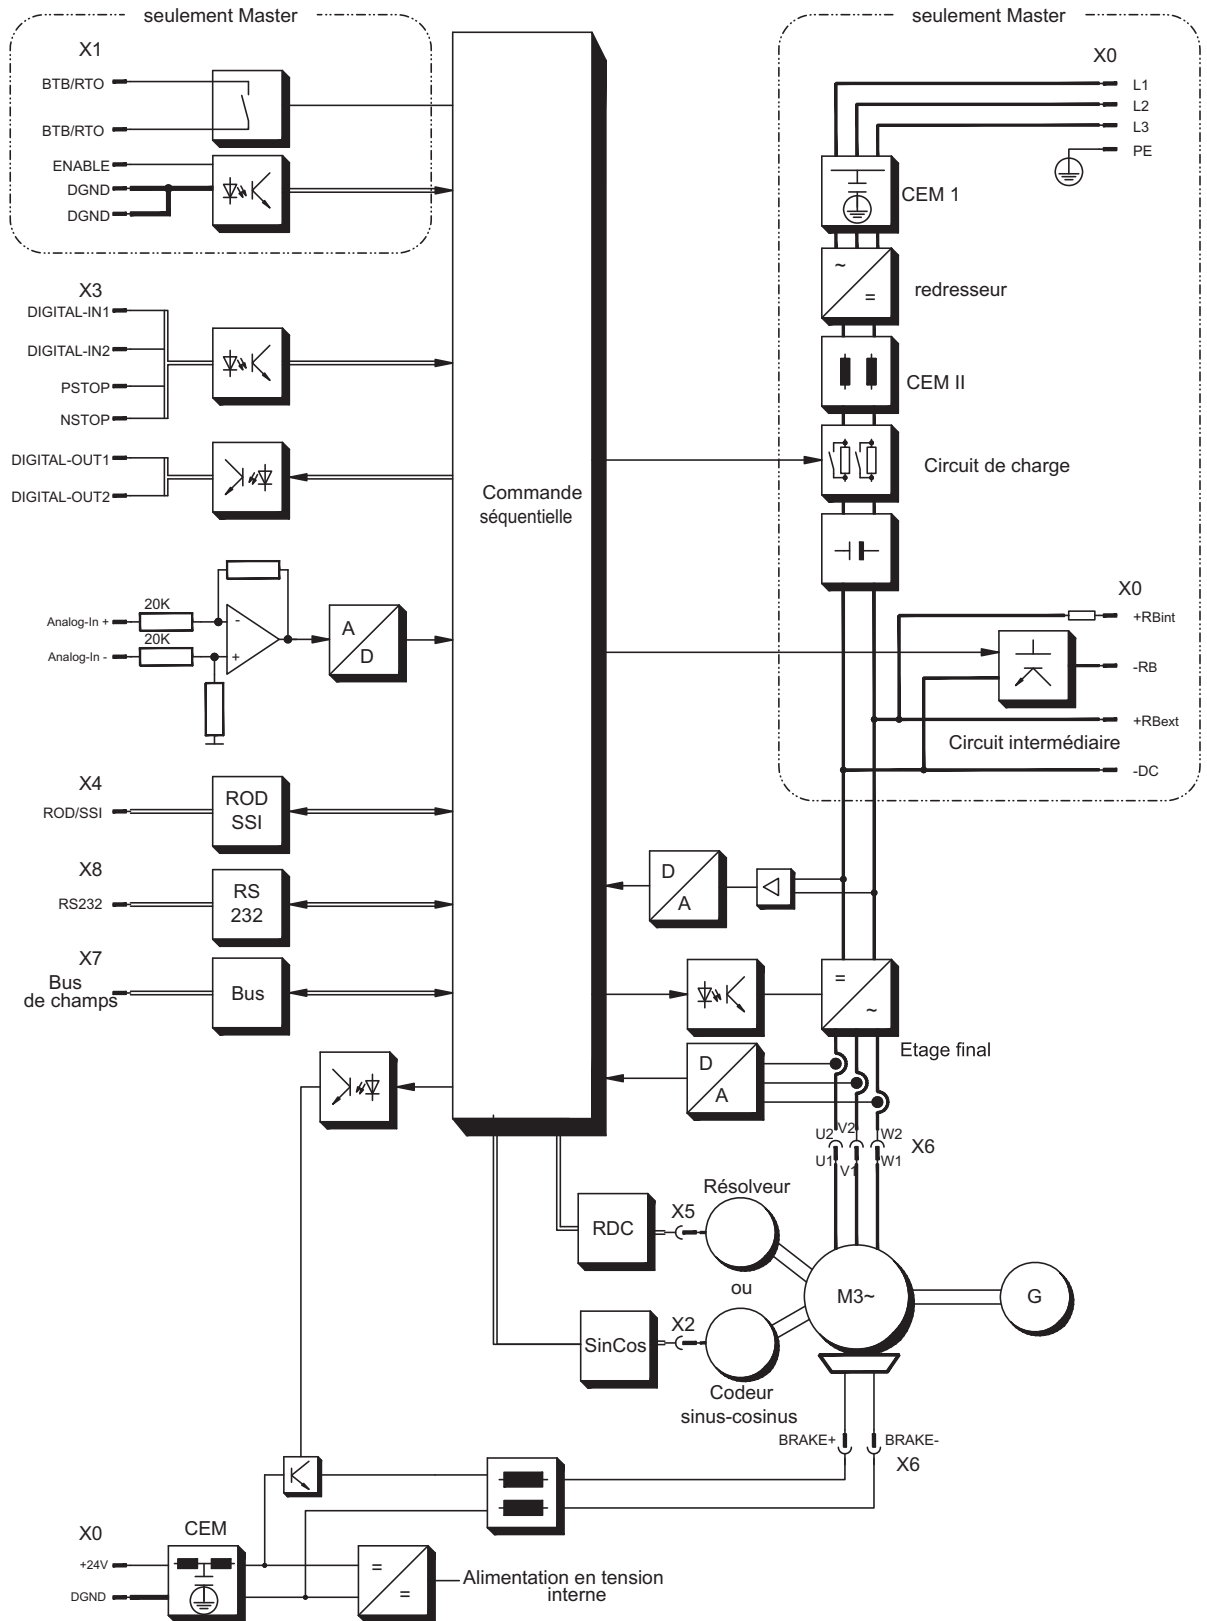 seulement Master
X1
BTB/RTO
BTB/RTO
ENABLE
DGND
DGND
X3
DIGITAL-IN1
DIGITAL-IN2
PSTOP
NSTOP
DIGITAL-OUT1
DIGITAL-OUT2
20K
Analog-In +
20K
Analog-In -
-
+
A
D
X4
ROD/SSI
ROD
SSI
X8
RS232
RS
232
X7
Bus
de champs
Bus
Commande
séquentielle
seulement Master
X0
L1
L2
L3
PE
CEM 1
~
=
redresseur
CEM II
Circuit de charge
X0
+RBint
-RB
+RBext
Circuit intermédiaire
-DC
D
A
=
~
Etage final
D
A
U2
V2
W2
X6
U1
V1
W1
Résolveur
X5
RDC
ou
M3~
G
X2
SinCos
Codeur
sinus-cosinus
BRAKE+
BRAKE-
X6
X0
CEM
+24V
DGND
=
=
Alimentation en tension
interne